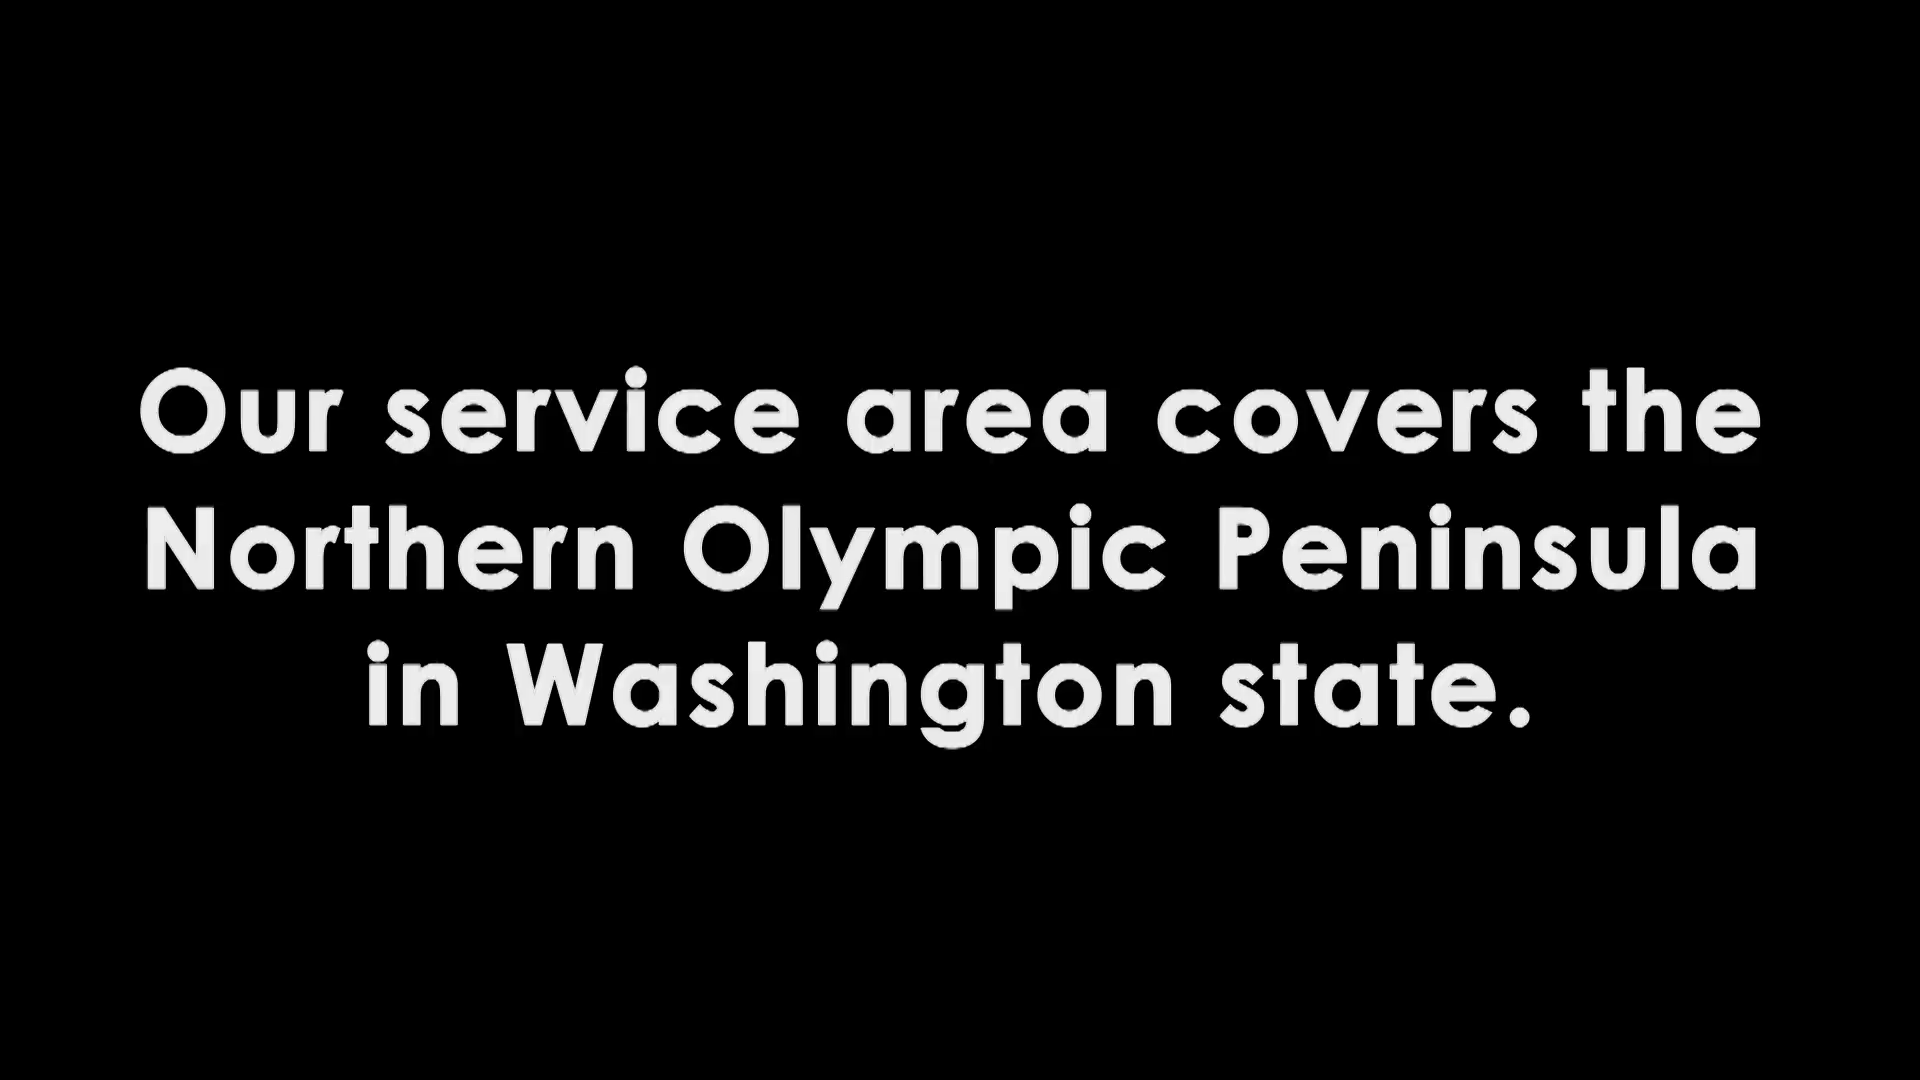 Our service area covers the
Northern Olympic Peninsula
in Washington state.